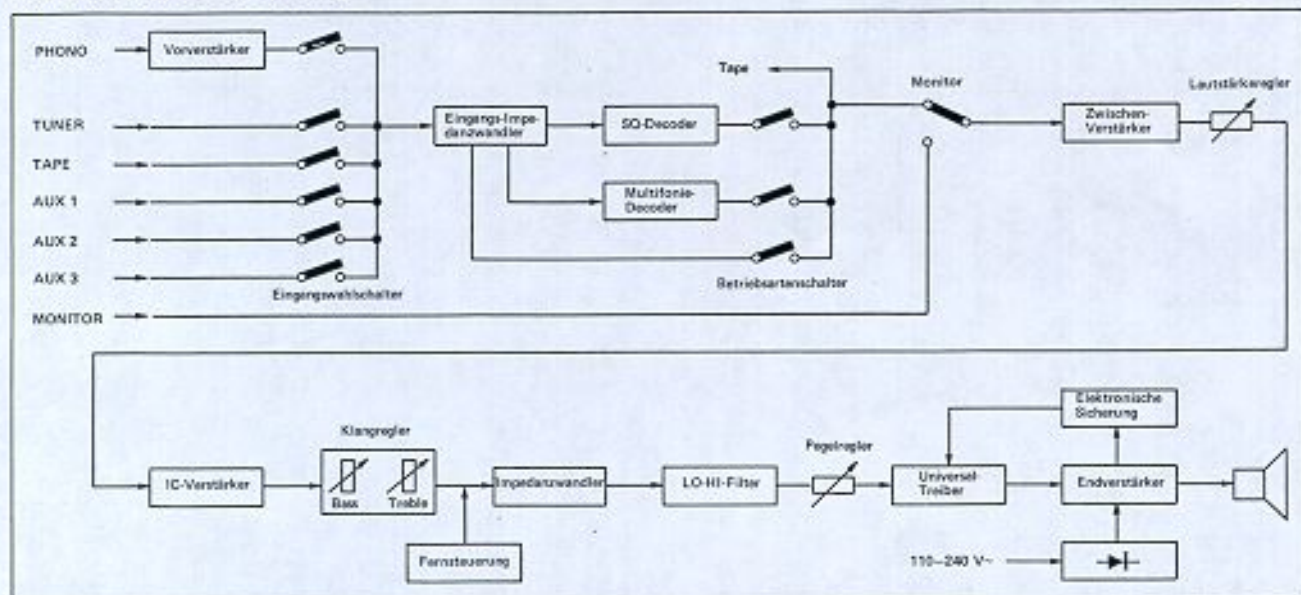 PHONO
Vorverstärker
TUNER
TAPE
AUX 1
AUX 2
AUX 3
MONITOR
Eingangswahlschalter
Eingangs-Impe-
danzwandler
SQ-Decoder
Multifonie-
Decoder
Tape
Betriebsartenschalter
Monitor
Zwischen-
Verstärker
Lautstärkeregler
IC-Verstärker
Klangregler
Bass
Treble
Fernsteuerung
Impedanzwandler
LO-HI-Filter
Pegelregler
Universal-
Treiber
Elektronische
Sicherung
Endverstärker
110–240 V~